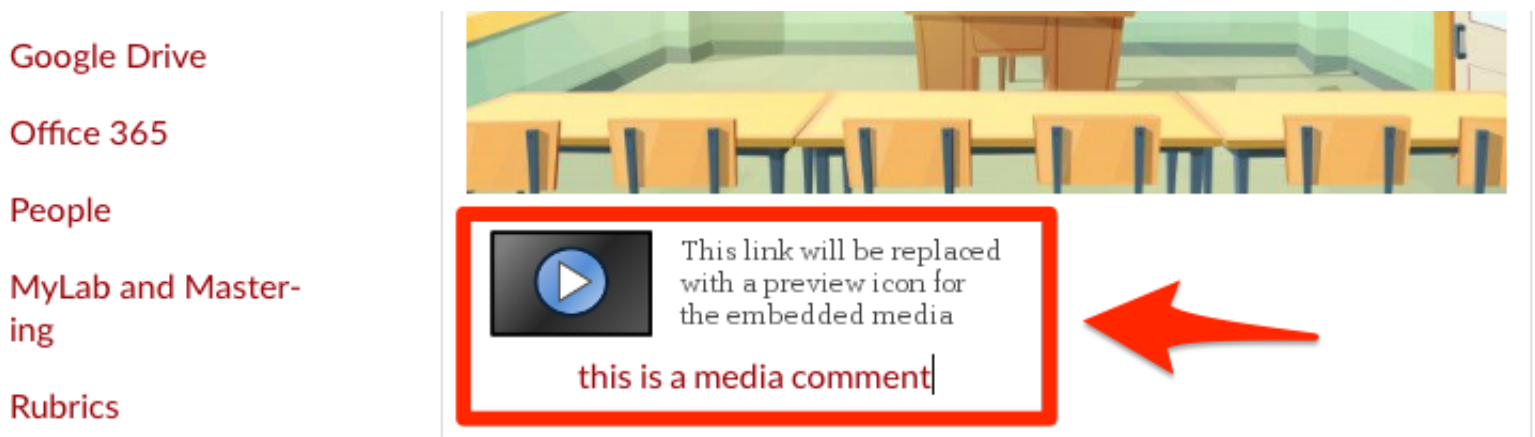 Google Drive
Office 365
People
MyLab and Master-
ing
Rubrics
This link will be replaced
with a preview icon for
the embedded media
this is a media comment